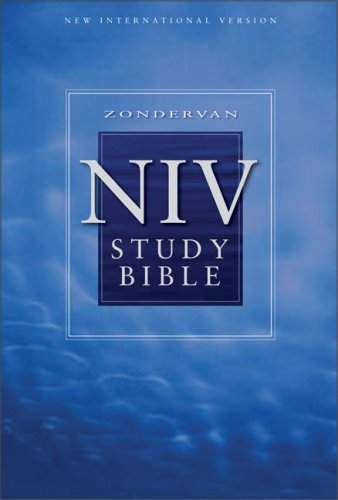 NEW INTERNATIONAL VERSION
ZONDERVAN
NIV
STUDY
BIBLE